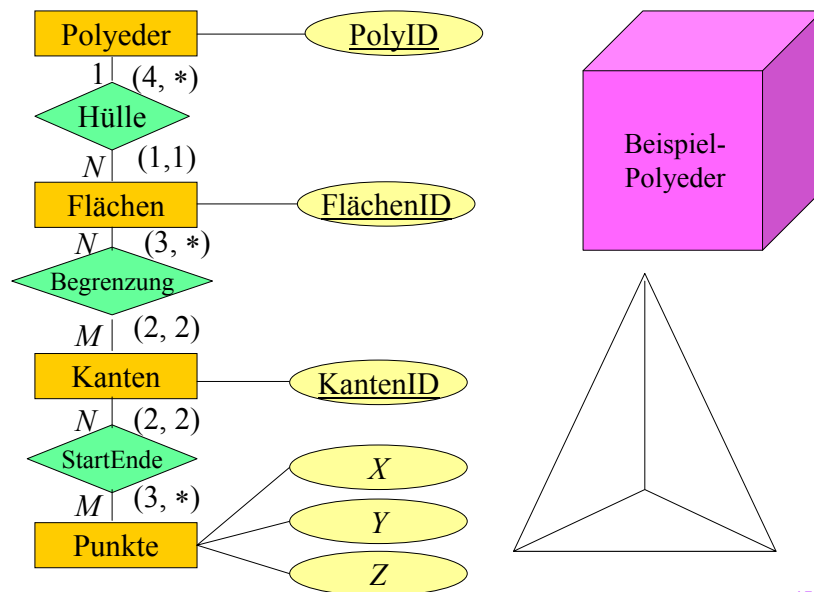 Polyeder
PolyID
1
(4, *)
Hülle
N
(1,1)
Flächen
FlächenID
N
(3, *)
Begrenzung
M
(2, 2)
Kanten
KantenID
N
(2, 2)
StartEnde
M
(3, *)
Punkte
X
Y
Z
Beispiel-
Polyeder